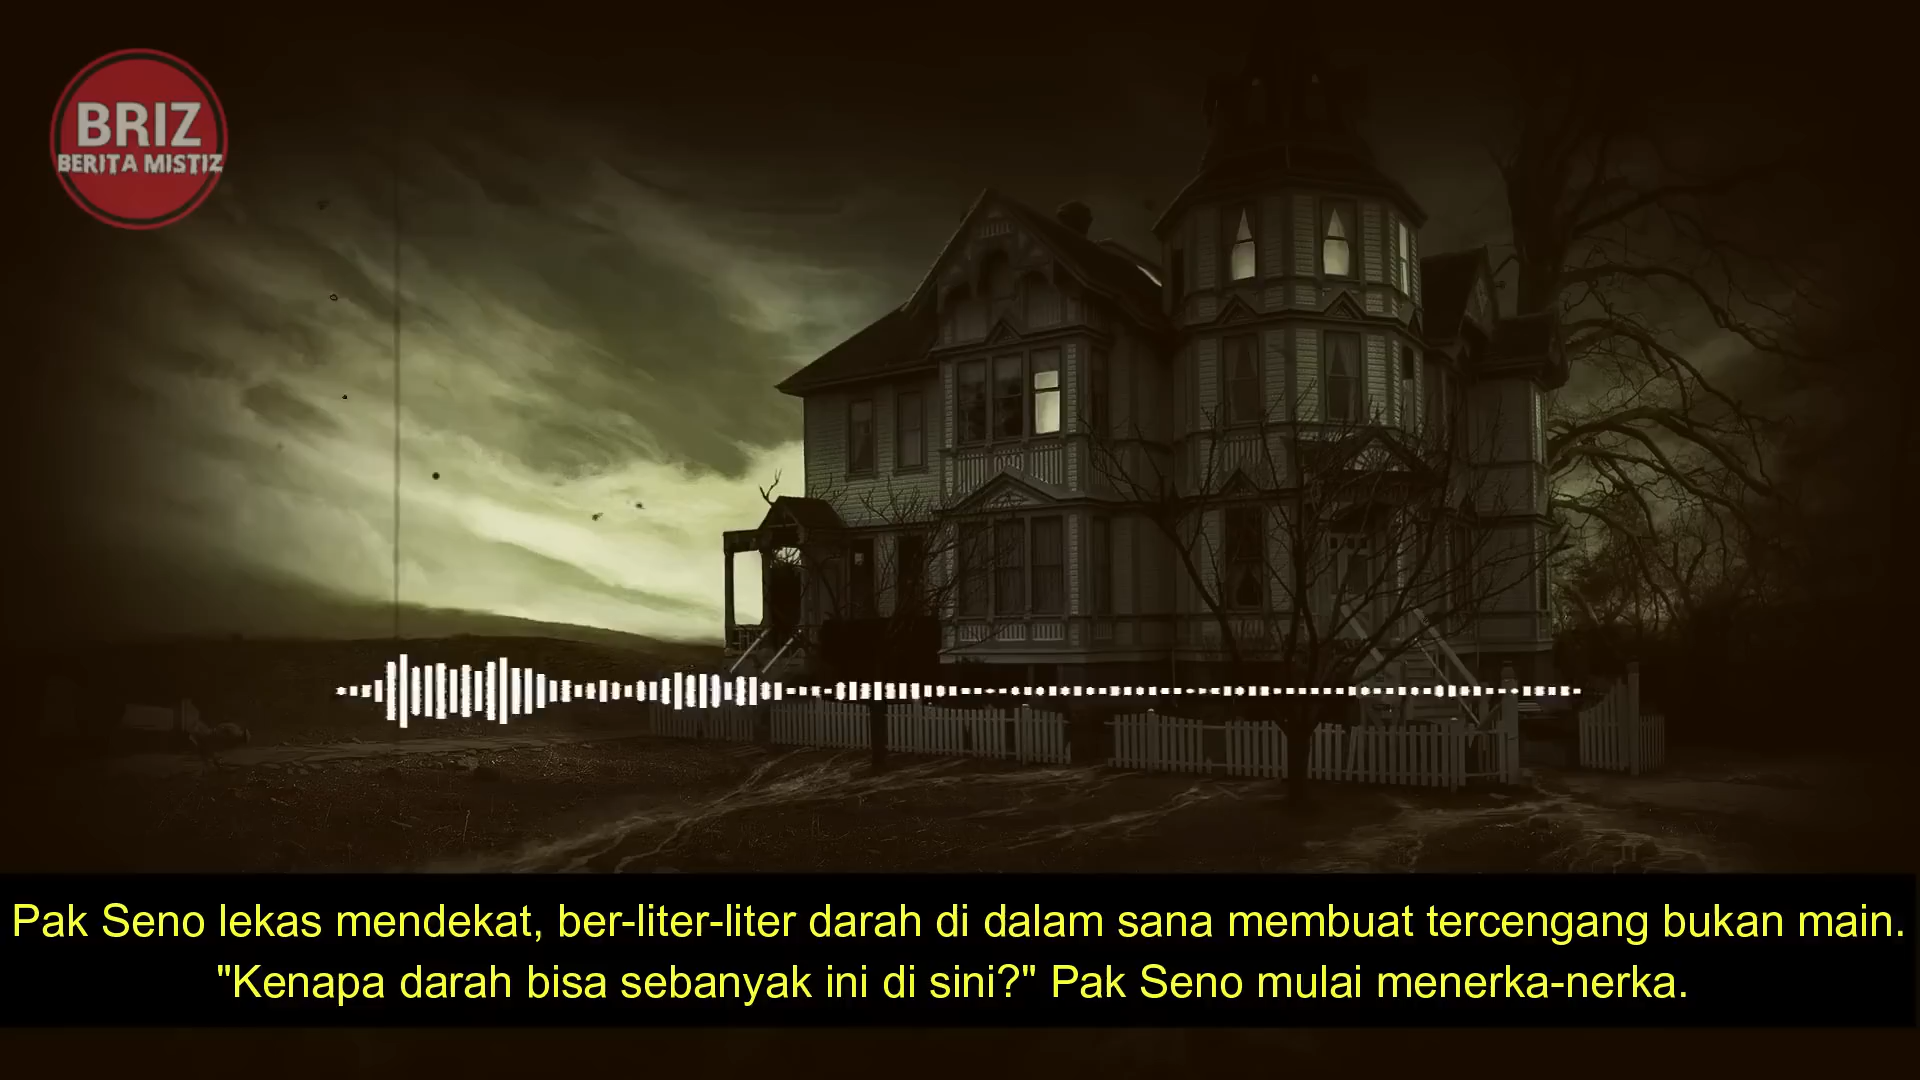 BRIZ
BERITA MISTIZ
Pak Seno lekas mendekat, ber-liter-liter darah di dalam sana membuat tercengang bukan main.
"Kenapa darah bisa sebanyak ini di sini?" Pak Seno mulai menerka-nerka.